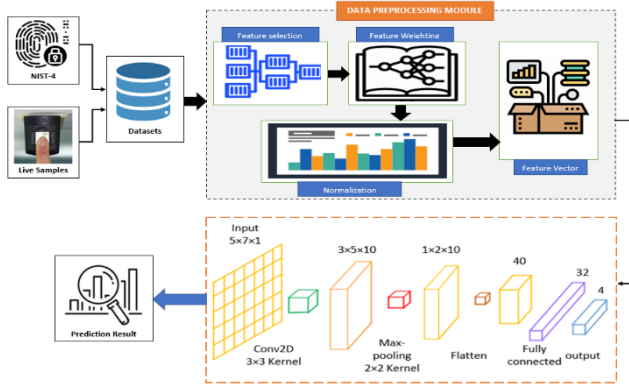 DATA PREPROCESSING MODULE
NIST-4
Live Samples
Datasets
Feature selection
Feature Weighting
Normalization
Feature Vector
Input
5×7×1
3×5×10
1×2×10
40
32
4
Conv2D
3×3 Kernel
Max-
pooling
2×2 Kernel
Flatten
Fully
connected
output
Prediction Result